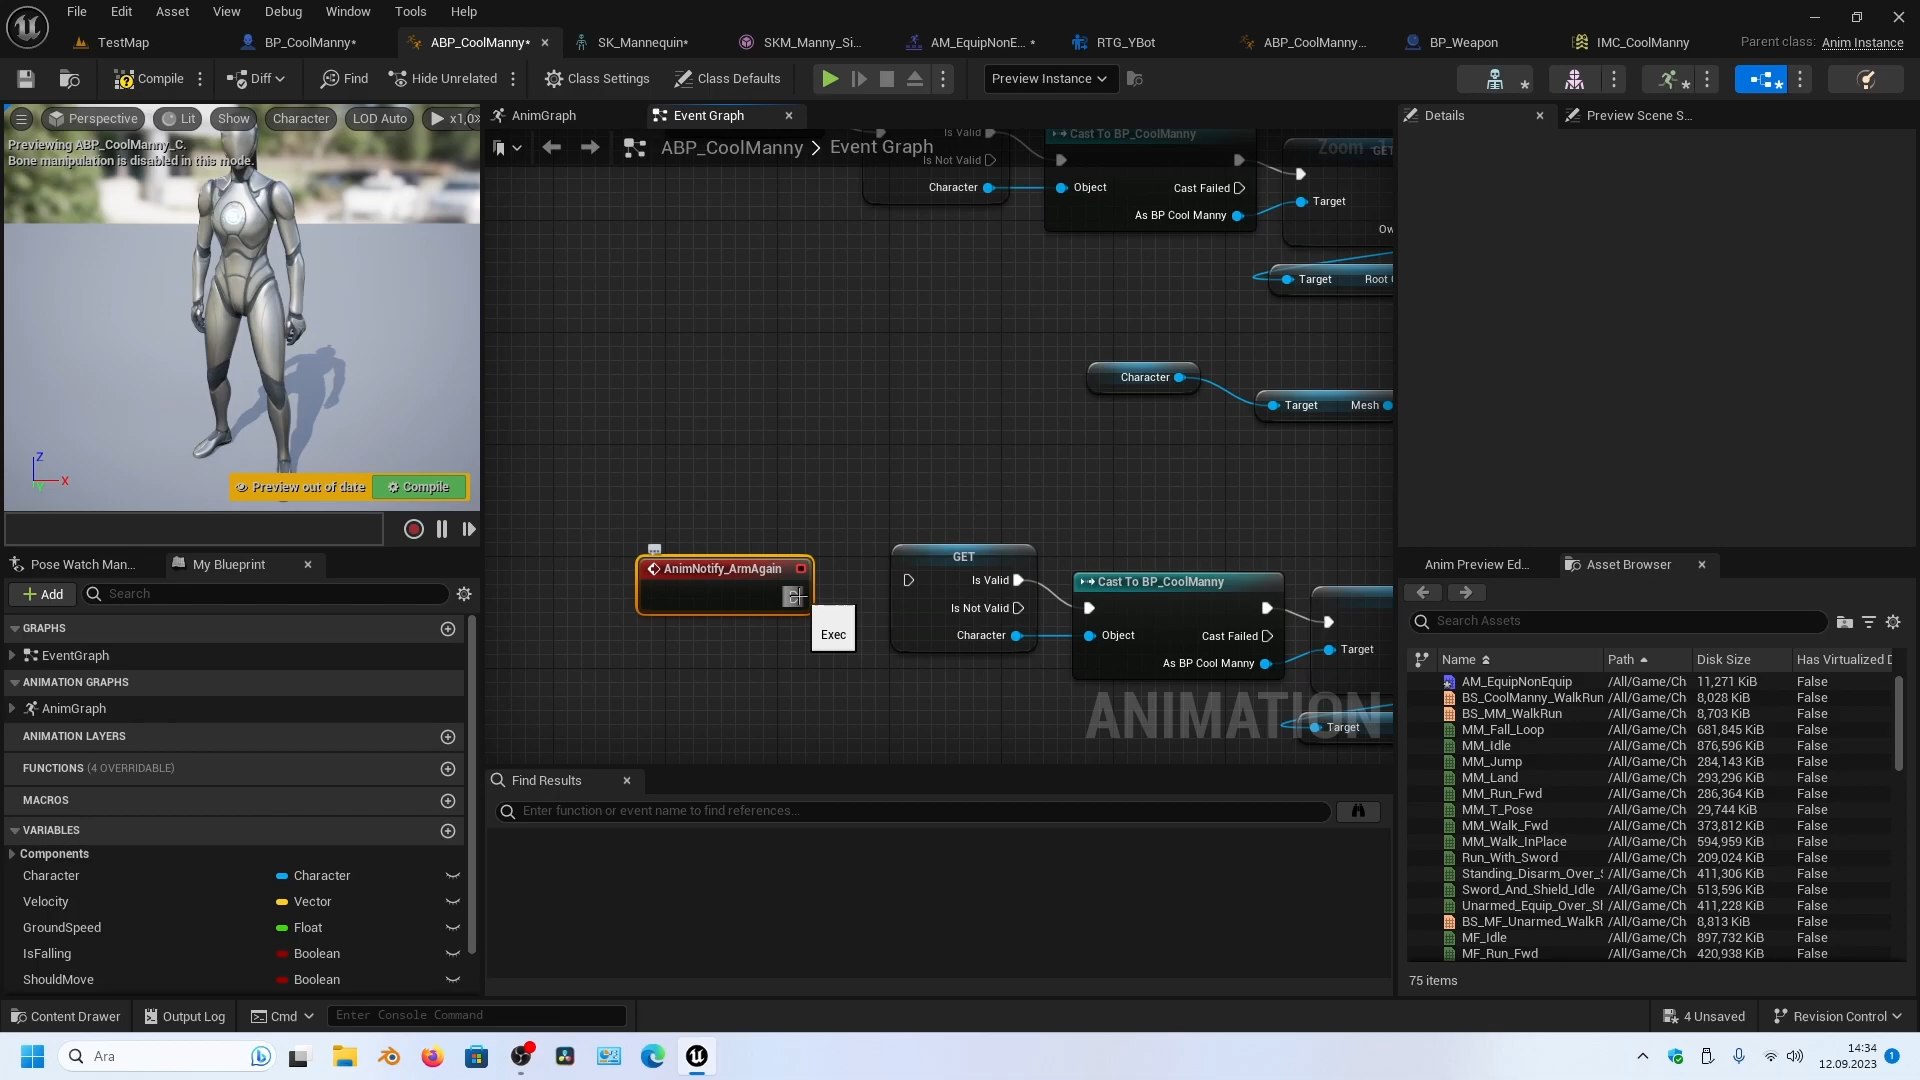 File Edit Asset View Debug Window Tools Help
TestMap
BP_CoolManny*
ABP_CoolManny*
SK_Mannequin*
SKM_Manny_Si...
AM_EquipNonE... *
RTG_YBot
ABP_CoolManny...
BP_Weapon
IMC_CoolManny
Parent class: Anim Instance
Compile
Diff
Find
Hide Unrelated
Class Settings
Class Defaults
Preview Instance
Perspective
Lit
Show
Character
LOD Auto
x1,0
Previewing ABP_CoolManny_C.
Bone manipulation is disabled in this mode.
Z
X
Y
Preview out of date
Compile
AnimGraph
Event Graph
ABP_CoolManny > Event Graph
Zoom
Is Valid
Is Not Valid
Character
Cast To BP_CoolManny
Object
Cast Failed
As BP Cool Manny
GET
Target
Ow
Target
Root
Character
Target
Mesh
AnimNotify_ArmAgain
Exec
GET
Is Valid
Is Not Valid
Character
Cast To BP_CoolManny
Object
Cast Failed
As BP Cool Manny
Target
Target
ANIMATION
Details
Preview Scene S...
Pose Watch Man...
My Blueprint
Add
Search
GRAPHS
EventGraph
ANIMATION GRAPHS
AnimGraph
ANIMATION LAYERS
FUNCTIONS (4 OVERRIDABLE)
MACROS
VARIABLES
Components
Character Character
Velocity Vector
GroundSpeed Float
IsFalling Boolean
ShouldMove Boolean
Find Results
Enter function or event name to find references...
Anim Preview Ed...
Asset Browser
Search Assets
Name Path Disk Size Has Virtualized D
AM_EquipNonEquip /All/Game/Ch 11,271 KiB False
BS_CoolManny_WalkRun /All/Game/Ch 8,028 KiB False
BS_MM_WalkRun /All/Game/Ch 8,703 KiB False
MM_Fall_Loop /All/Game/Ch 681,845 KiB False
MM_Idle /All/Game/Ch 876,596 KiB False
MM_Jump /All/Game/Ch 284,143 KiB False
MM_Land /All/Game/Ch 293,296 KiB False
MM_Run_Fwd /All/Game/Ch 286,364 KiB False
MM_T_Pose /All/Game/Ch 29,744 KiB False
MM_Walk_Fwd /All/Game/Ch 373,812 KiB False
MM_Walk_InPlace /All/Game/Ch 594,959 KiB False
Run_With_Sword /All/Game/Ch 209,024 KiB False
Standing_Disarm_Over_S /All/Game/Ch 411,306 KiB False
Sword_And_Shield_Idle /All/Game/Ch 513,596 KiB False
Unarmed_Equip_Over_Sl /All/Game/Ch 411,228 KiB False
BS_MF_Unarmed_WalkR /All/Game/Ch 8,813 KiB False
MF_Idle /All/Game/Ch 897,732 KiB False
MF_Run_Fwd /All/Game/Ch 420,938 KiB False
75 items
Content Drawer
Output Log
Cmd
Enter Console Command
4 Unsaved
Revision Control
Ara
14:34
12.09.2023
1